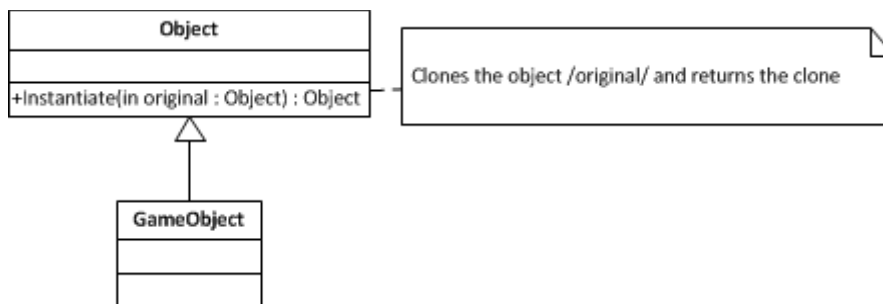 Object
+Instantiate(in original : Object) : Object
Clones the object /original/ and returns the clone
GameObject